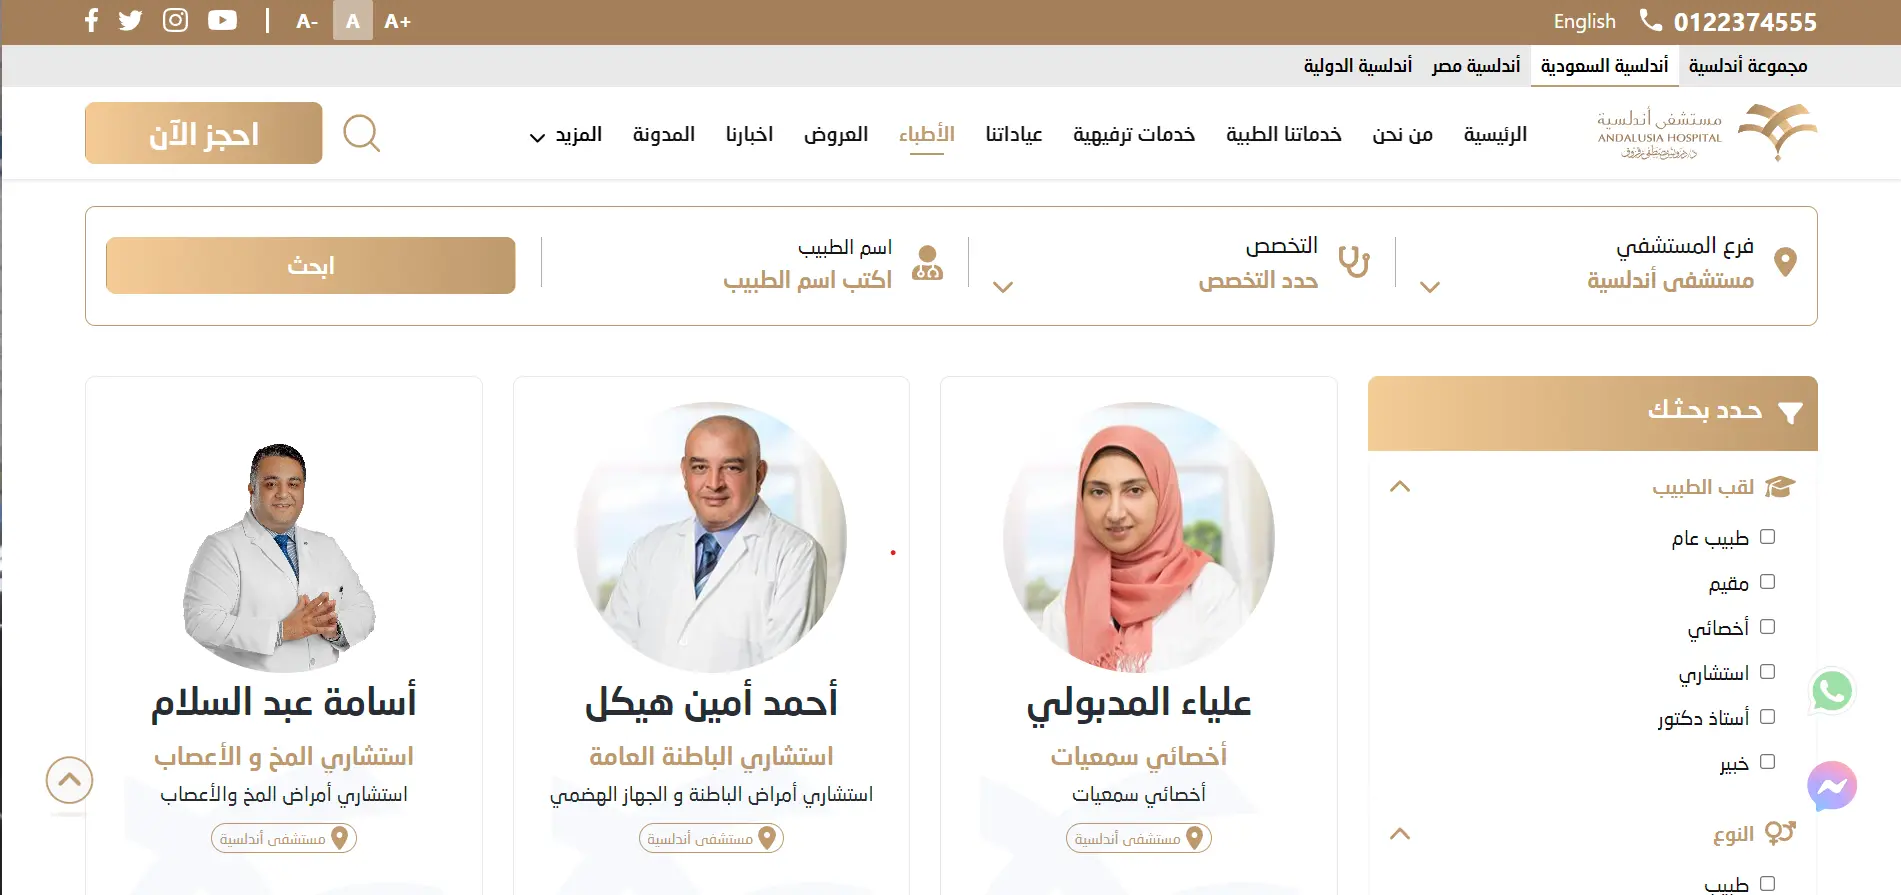 0122374555
English
A+
A
A-
مجموعة أندلسية
أندلسية السعودية
أندلسية مصر
أندلسية الدولية
مستشفى أندلسية
ANDALUSIA HOSPITAL
الرئيسية
من نحن
خدماتنا الطبية
خدمات ترفيهية
عياداتنا
الأطباء
العروض
اخبارنا
المدونة
المزيد
احجز الآن
فرع المستشفي
مستشفى أندلسية
التخصص
حدد التخصص
اسم الطبيب
اكتب اسم الطبيب
ابحث
حدد بحثك
لقب الطبيب
طبيب عام
مقيم
أخصائي
استشاري
أستاذ دكتور
خبير
النوع
طبيب
علياء المدبولي
أخصائي سمعيات
أخصائي سمعيات
مستشفى أندلسية
أحمد أمين هيكل
استشاري الباطنة العامة
استشاري أمراض الباطنة و الجهاز الهضمي
مستشفى أندلسية
أسامة عبد السلام
استشاري المخ و الأعصاب
استشاري أمراض المخ والأعصاب
مستشفى أندلسية